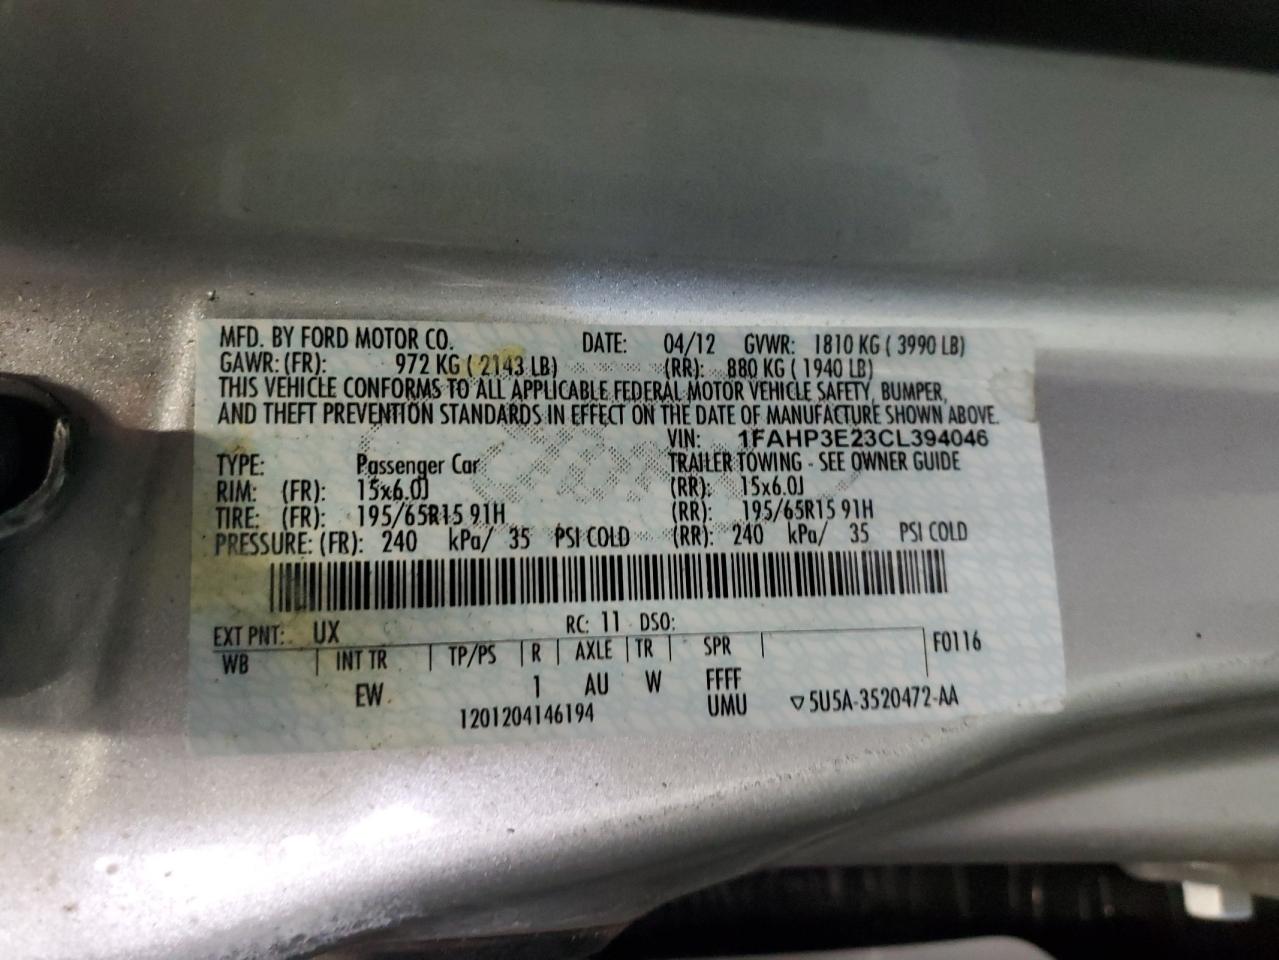 MFD. BY FORD MOTOR CO. DATE: 04/12 GVWR: 1810 KG ( 3990 LB)
GAWR: (FR): 972 KG ( 2143 LB) (RR): 880 KG ( 1940 LB)
THIS VEHICLE CONFORMS TO ALL APPLICABLE FEDERAL MOTOR VEHICLE SAFETY, BUMPER,
AND THEFT PREVENTION STANDARDS IN EFFECT ON THE DATE OF MANUFACTURE SHOWN ABOVE.
VIN: 1FAHP3E23CL394046
TYPE: Passenger Car TRAILER TOWING - SEE OWNER GUIDE
RIM: (FR): 15x6.0J (RR): 15x6.0J
TIRE: (FR): 195/65R15 91H (RR): 195/65R15 91H
PRESSURE: (FR): 240 kPa/ 35 PSI COLD (RR): 240 kPa/ 35 PSI COLD
EXT PNT: UX RC: 11 DSO:
WB INT TR TP/PS R AXLE TR SPR F0116
EW 1 AU W FFFF
1201204146194 UMU ▽5U5A-3520472-AA